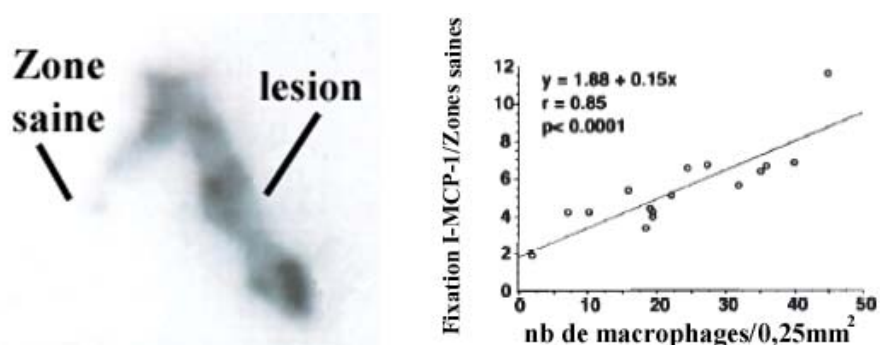 Zone
saine
lesion
Fixation I-MCP-1/Zones saines
12
10
8
6
4
2
0
y = 1.88 + 0.15x
r = 0.85
p< 0.0001
0 10 20 30 40 50
nb de macrophages/0,25mm²